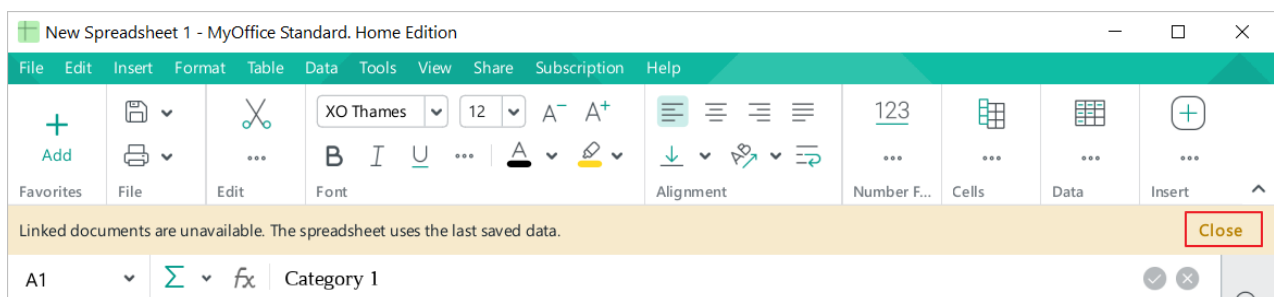 New Spreadsheet 1 - MyOffice Standard. Home Edition
File Edit Insert Format Table Data Tools View Share Subscription Help
XO Thames 12 A⁻ A⁺ 123
Add B I U A AB
Favorites File Edit Font Alignment Number F... Cells Data Insert
Linked documents are unavailable. The spreadsheet uses the last saved data. Close
A1 Σ fx Category 1